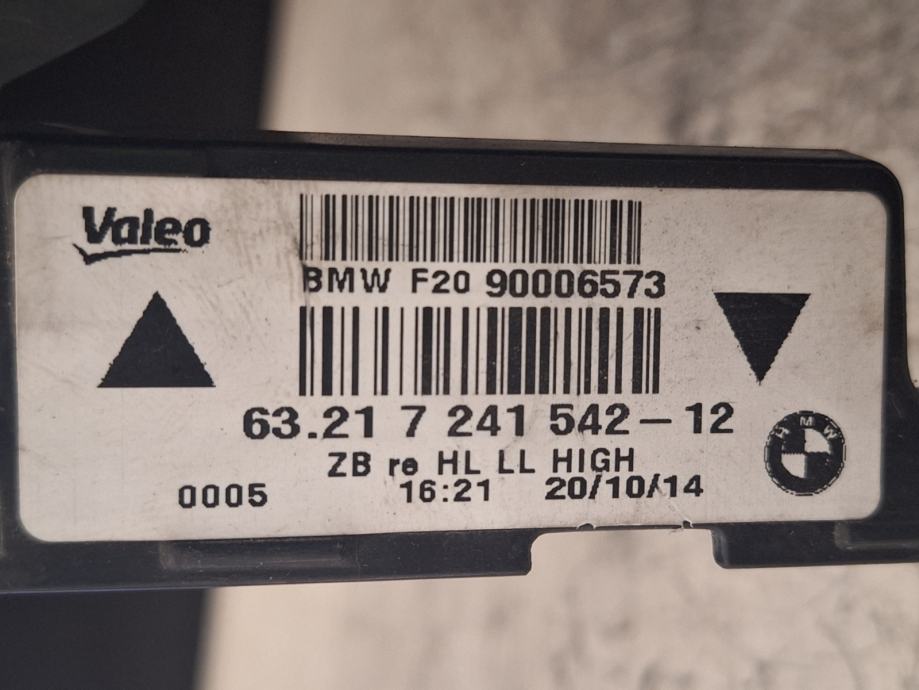 Valeo
BMW F20 90006573
63.21 7 241 542-12
ZB re HL LL HIGH
0005 16:21 20/10/14
BMW